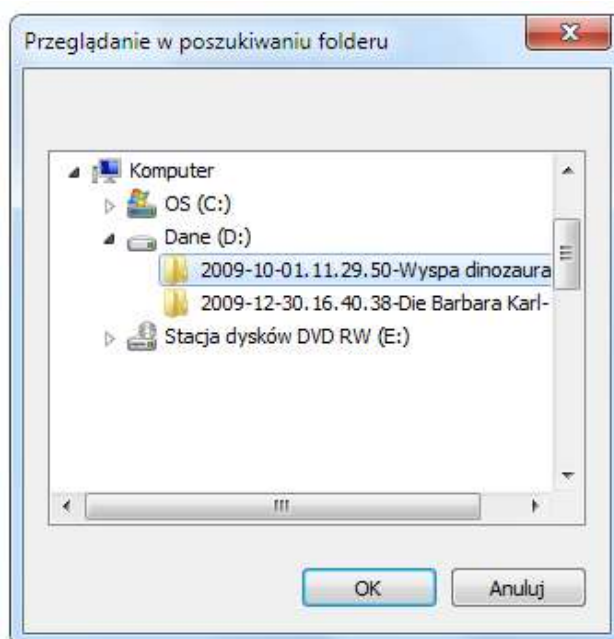 Przeglądanie w poszukiwaniu folderu
Komputer
OS (C:)
Dane (D:)
2009-10-01.11.29.50-Wyspa dinozaura
2009-12-30.16.40.38-Die Barbara Karl-
Stacja dysków DVD RW (E:)
OK Anuluj